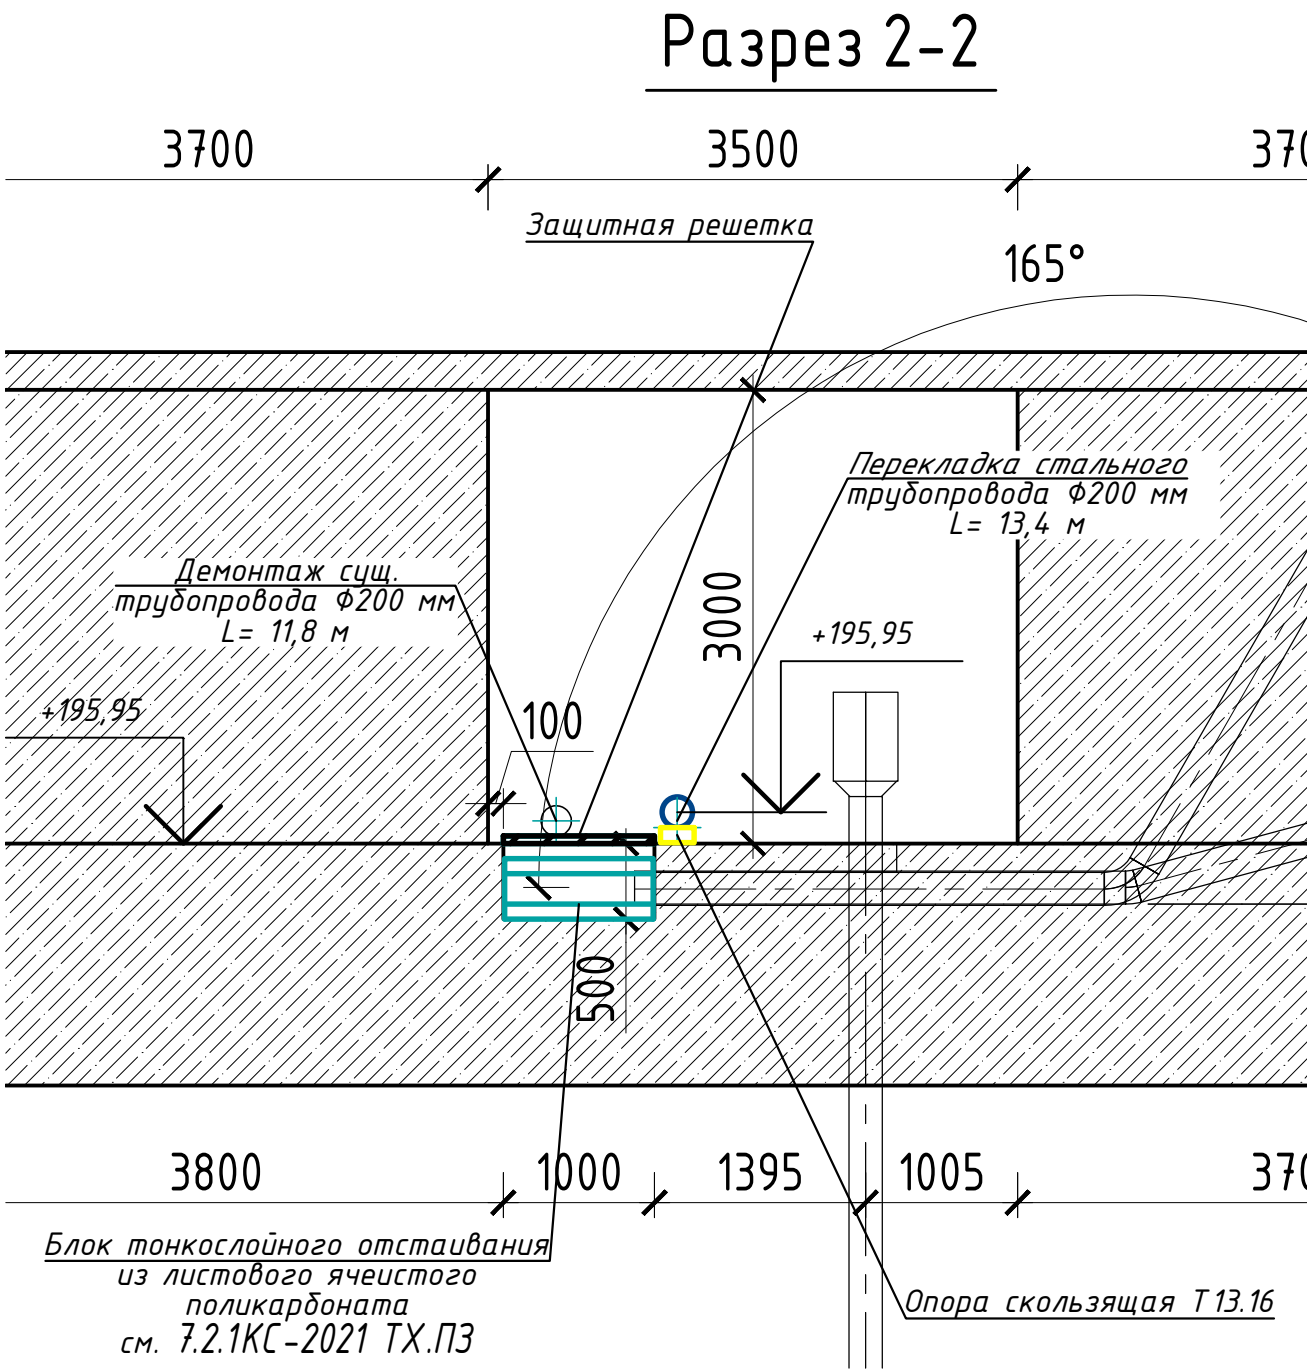 Разрез 2-2
3700
3500
370
Защитная решетка
165°
Перекладка стального
трубопровода Ф200 мм
L= 13,4 м
Демонтаж сущ.
трубопровода Ф200 мм
L= 11,8 м
3000
+195,95
+195,95
100
500
3800
1000
1395
1005
370
Блок тонкослойного отстаивания
из листового ячеистого
поликарбоната
см. 7.2.1КС-2021 ТХ.ПЗ
Опора скользящая Т13.16